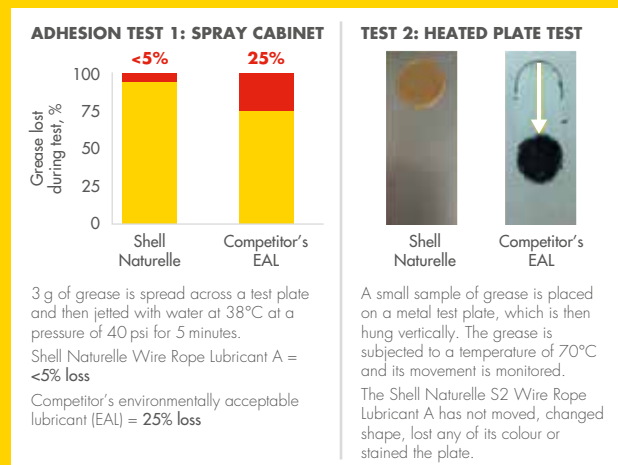 ADHESION TEST 1: SPRAY CABINET
<5% 25%
Grease lost
during test, %
100
75
50
25
0
Shell
Naturelle
Competitor's
EAL
3 g of grease is spread across a test plate
and then jetted with water at 38°C at a
pressure of 40 psi for 5 minutes.
Shell Naturelle Wire Rope Lubricant A =
<5% loss
Competitor's environmentally acceptable
lubricant (EAL) = 25% loss
TEST 2: HEATED PLATE TEST
Shell
Naturelle
Competitor's
EAL
A small sample of grease is placed
on a metal test plate, which is then
hung vertically. The grease is
subjected to a temperature of 70°C
and its movement is monitored.
The Shell Naturelle S2 Wire Rope
Lubricant A has not moved, changed
shape, lost any of its colour or
stained the plate.